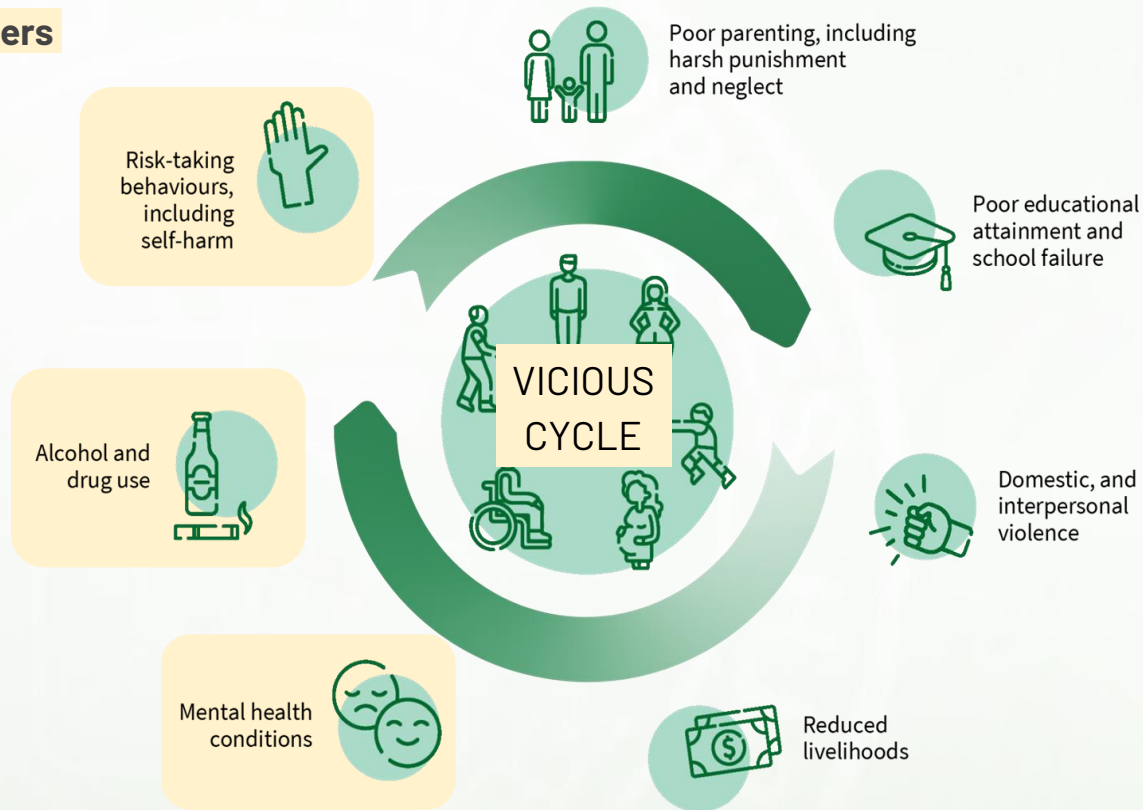 ers
Poor parenting, including
harsh punishment
and neglect
Risk-taking
behaviours,
including
self-harm
Poor educational
attainment and
school failure
VICIOUS
CYCLE
Alcohol and
drug use
Domestic, and
interpersonal
violence
Mental health
conditions
$
Reduced
livelihoods